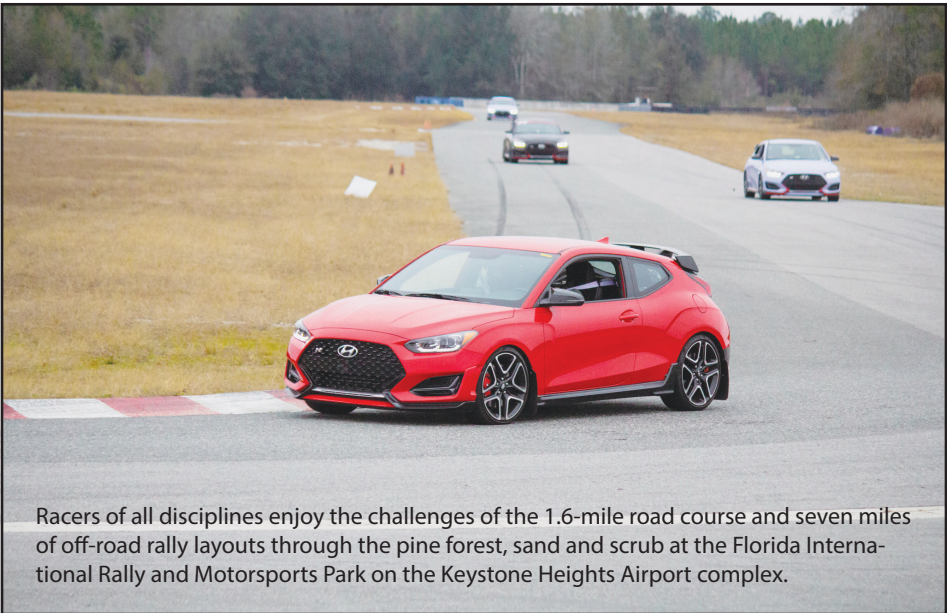 Racers of all disciplines enjoy the challenges of the 1.6-mile road course and seven miles
of off-road rally layouts through the pine forest, sand and scrub at the Florida Interna-
tional Rally and Motorsports Park on the Keystone Heights Airport complex.